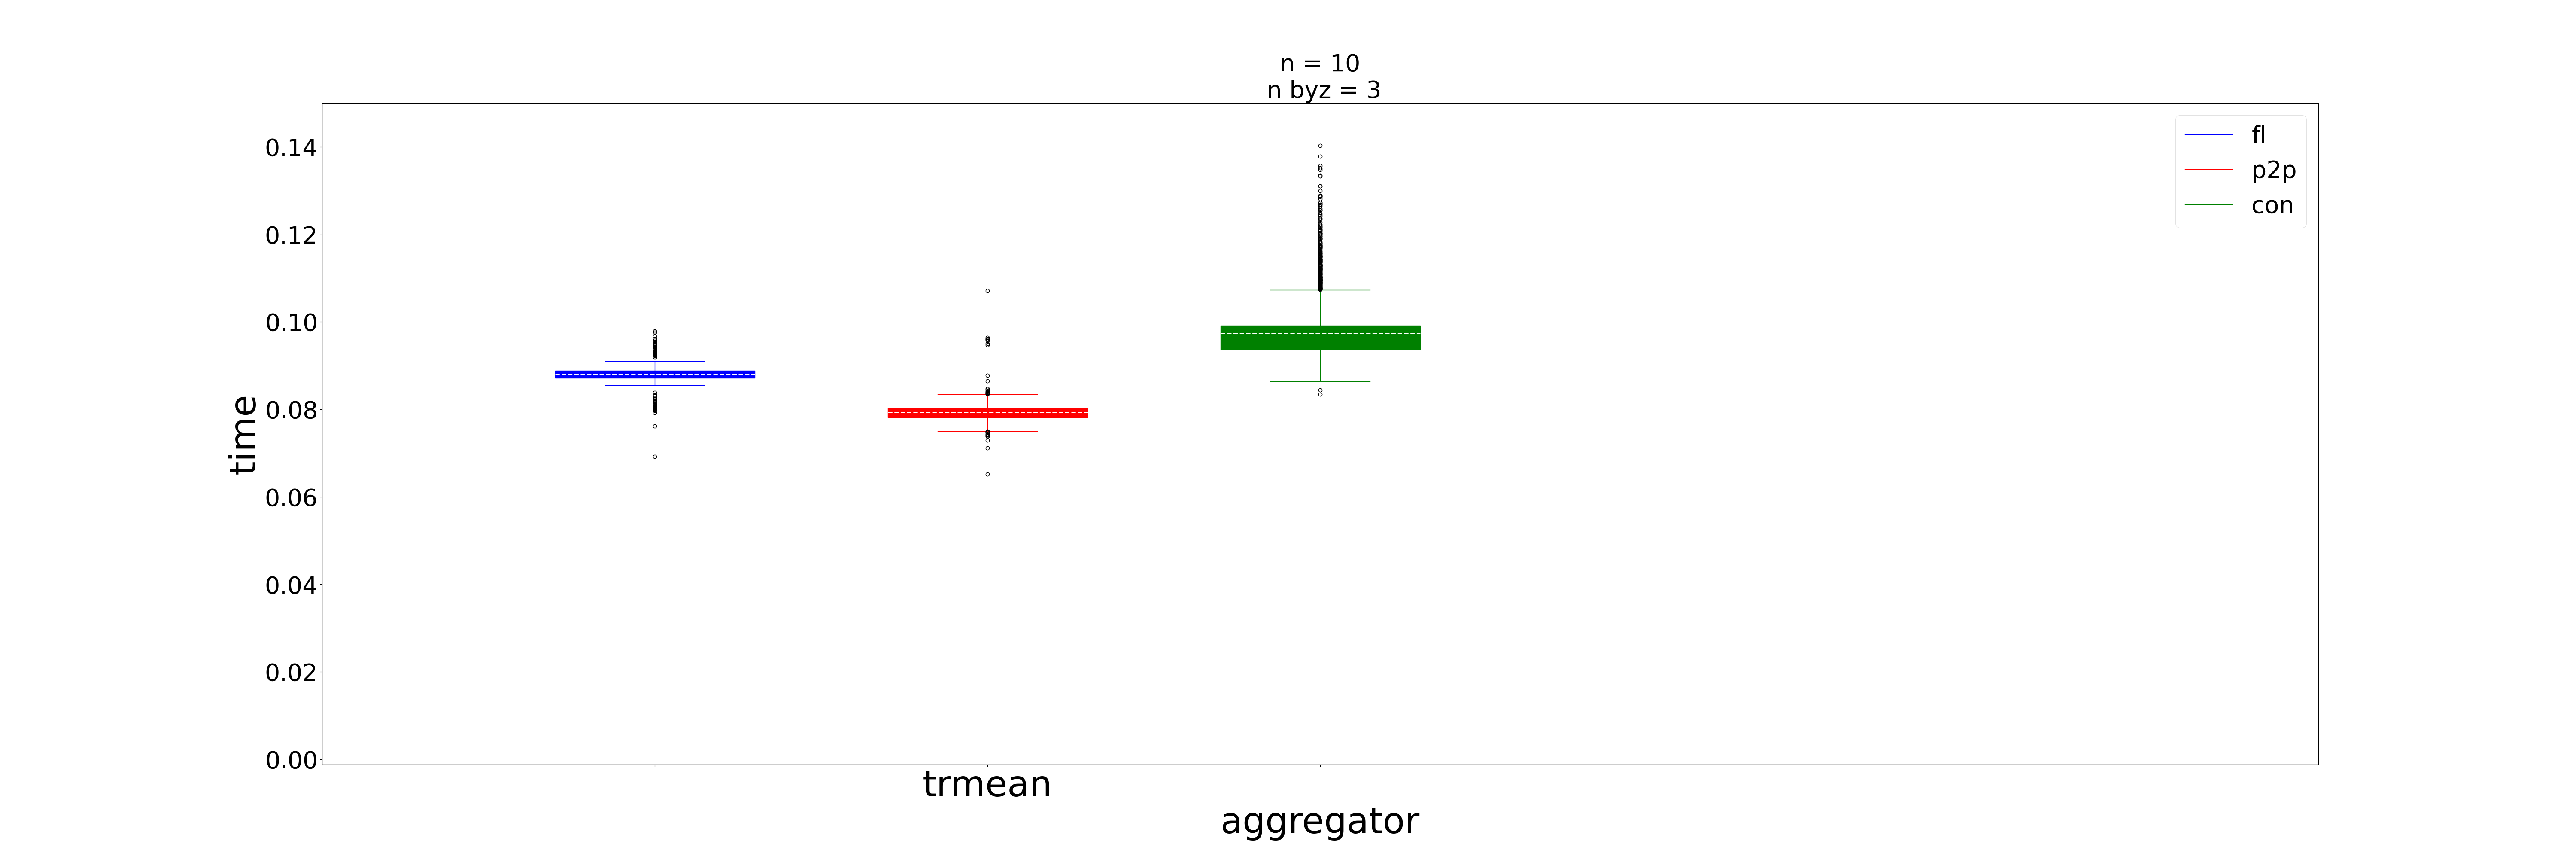 n = 10
n byz = 3
fl
p2p
con
0.14
0.12
0.10
0.08
0.06
0.04
0.02
0.00
time
trmean
aggregator